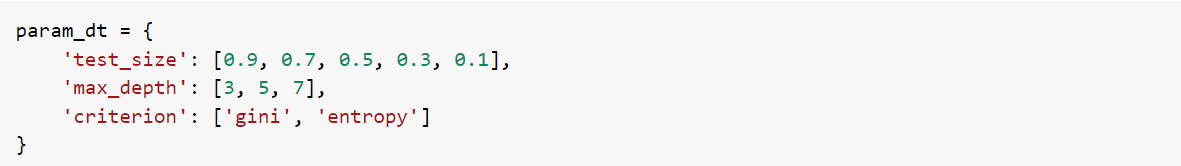 param_dt = {
    'test_size': [0.9, 0.7, 0.5, 0.3, 0.1],
    'max_depth': [3, 5, 7],
    'criterion': ['gini', 'entropy']
}